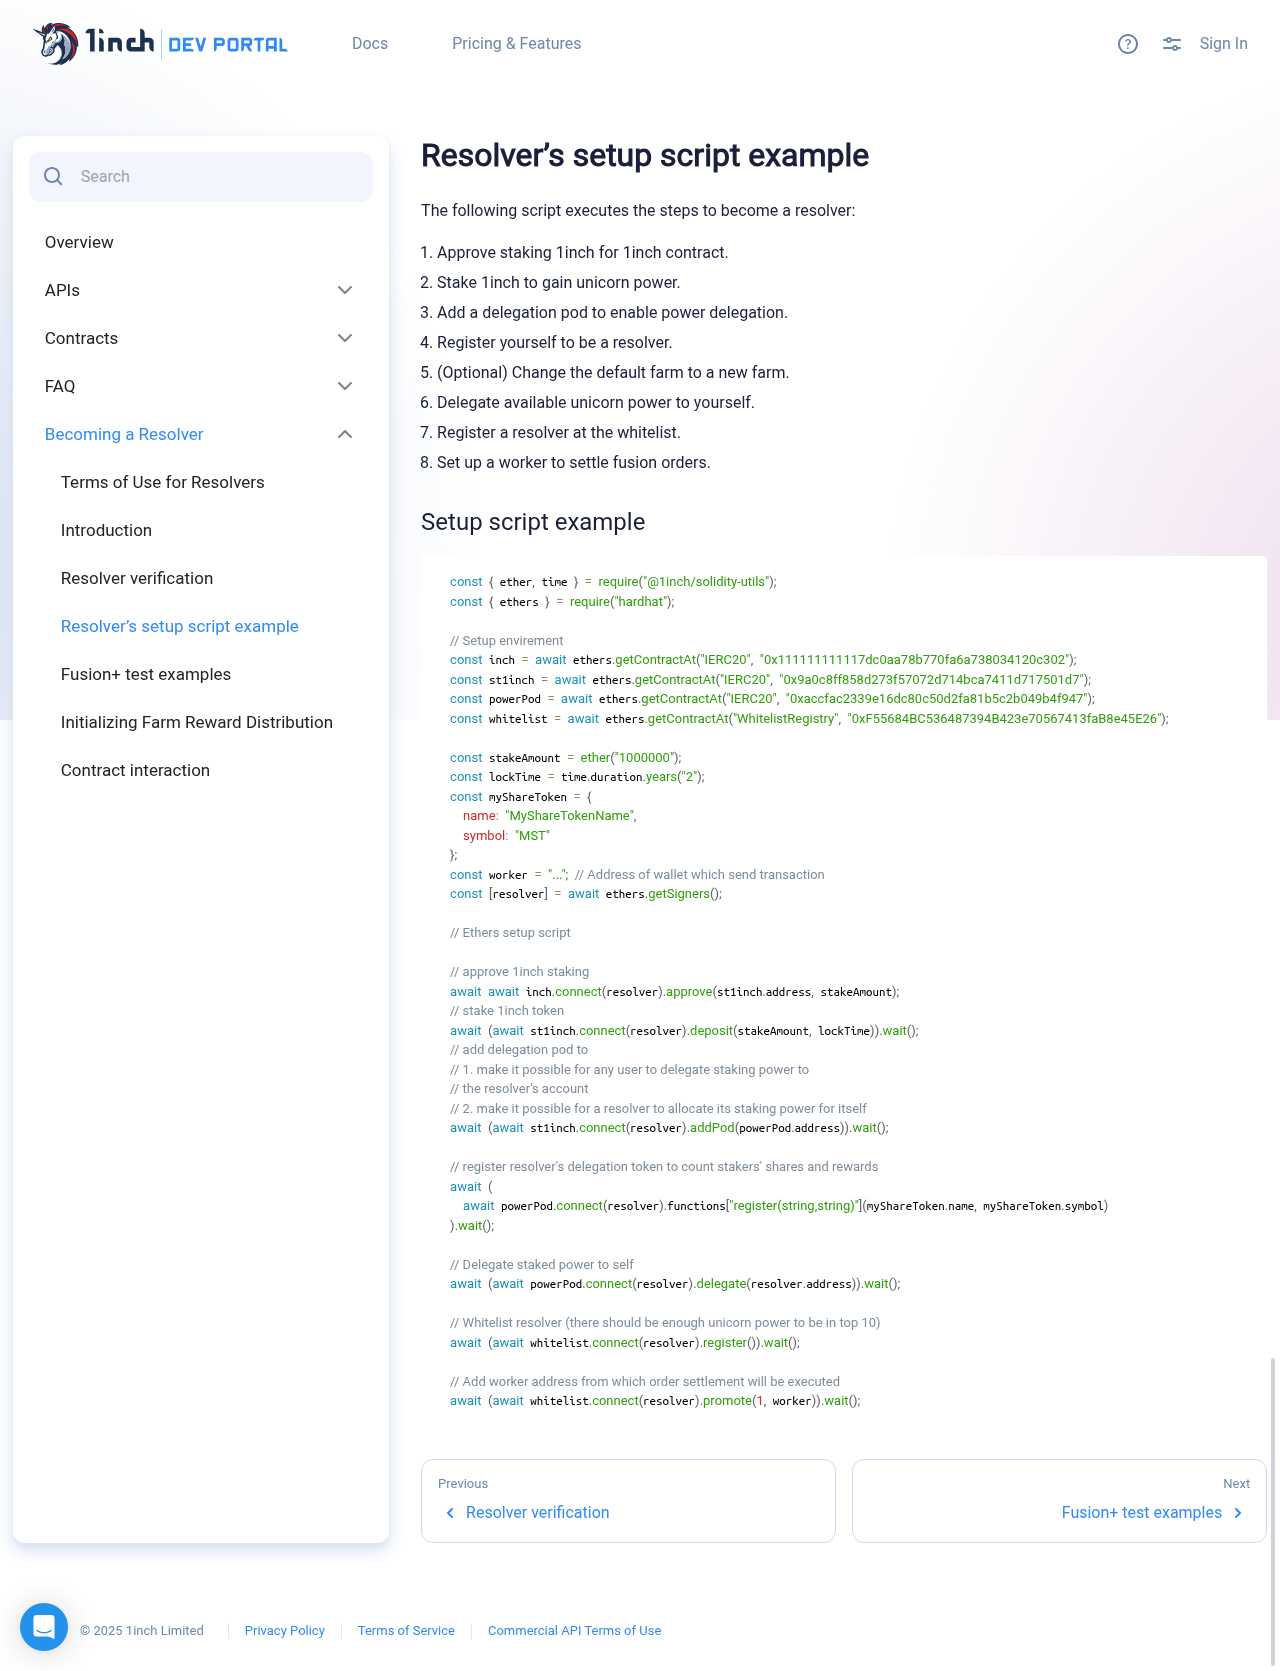 1inch DEV PORTAL
Docs
Pricing & Features
Sign In
Search
Overview
APIs
Contracts
FAQ
Becoming a Resolver
Terms of Use for Resolvers
Introduction
Resolver verification
Resolver’s setup script example
Fusion+ test examples
Initializing Farm Reward Distribution
Contract interaction
Resolver’s setup script example
The following script executes the steps to become a resolver:
1. Approve staking 1inch for 1inch contract.
2. Stake 1inch to gain unicorn power.
3. Add a delegation pod to enable power delegation.
4. Register yourself to be a resolver.
5. (Optional) Change the default farm to a new farm.
6. Delegate available unicorn power to yourself.
7. Register a resolver at the whitelist.
8. Set up a worker to settle fusion orders.
Setup script example
const { ether, time } = require("@1inch/solidity-utils");
const { ethers } = require("hardhat");
// Setup envirement
const inch = await ethers.getContractAt("IERC20", "0x111111111117dc0aa78b770fa6a738034120c302");
const st1inch = await ethers.getContractAt("IERC20", "0x9a0c8ff858d273f57072d714bca7411d717501d7");
const powerPod = await ethers.getContractAt("IERC20", "0xaccfac2339e16dc80c50d2fa81b5c2b049b4f947");
const whitelist = await ethers.getContractAt("WhitelistRegistry", "0xF55684BC536487394B423e70567413faB8e45E26");
const stakeAmount = ether("1000000");
const lockTime = time.duration.years("2");
const myShareToken = {
  name: "MyShareTokenName",
  symbol: "MST"
};
const worker = "..."; // Address of wallet which send transaction
const [resolver] = await ethers.getSigners();
// Ethers setup script
// approve 1inch staking
await await inch.connect(resolver).approve(st1inch.address, stakeAmount);
// stake 1inch token
await (await st1inch.connect(resolver).deposit(stakeAmount, lockTime)).wait();
// add delegation pod to
// 1. make it possible for any user to delegate staking power to
// the resolver's account
// 2. make it possible for a resolver to allocate its staking power for itself
await (await st1inch.connect(resolver).addPod(powerPod.address)).wait();
// register resolver's delegation token to count stakers' shares and rewards
await (
  await powerPod.connect(resolver).functions["register(string,string)"](myShareToken.name, myShareToken.symbol)
).wait();
// Delegate staked power to self
await (await powerPod.connect(resolver).delegate(resolver.address)).wait();
// Whitelist resolver (there should be enough unicorn power to be in top 10)
await (await whitelist.connect(resolver).register()).wait();
// Add worker address from which order settlement will be executed
await (await whitelist.connect(resolver).promote(1, worker)).wait();
Previous
Resolver verification
Next
Fusion+ test examples
© 2025 1inch Limited
Privacy Policy
Terms of Service
Commercial API Terms of Use